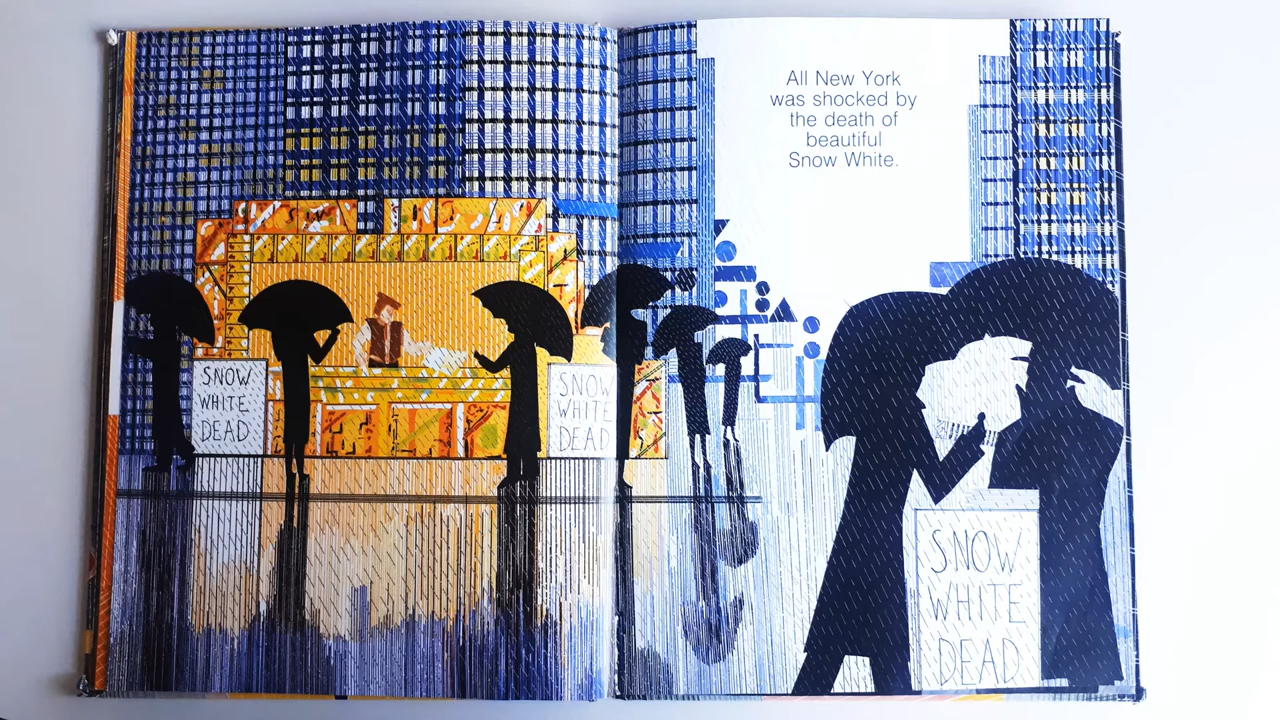 SNOW
WHITE
DEAD
SNOW
WHITE
DEAD
All New York
was shocked by
the death of
beautiful
Snow White.
SNOW
WHITE
DEAD